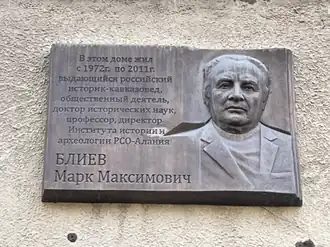 В этом доме жил
с 1972г. по 2011г.
выдающийся российский
историк-кавказовед,
общественный деятель,
доктор исторических наук,
профессор, директор
Института истории и
археологии РСО-Алания
БЛИЕВ
Марк Максимович